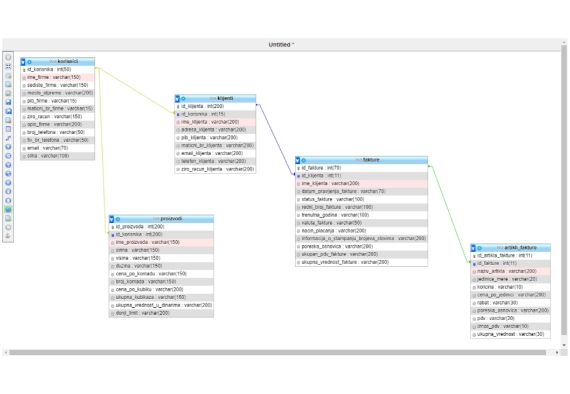 Untitled *
korisnici
id_korisnika : int(50)
ime_firme : varchar(150)
sediste_firme : varchar(150)
mesto_otpreme : varchar(200)
pib_firme : varchar(15)
maticni_br_firme : varchar(15)
ziro_racun : varchar(150)
opis_firme : varchar(200)
broj_telefona : varchar(50)
fix_br_telefona : varchar(50)
email : varchar(70)
slika : varchar(100)
klijenti
id_klijenta : int(200)
id_korisnika : int(15)
ime_klijenta : varchar(200)
adresa_klijenta : varchar(200)
pib_klijenta : varchar(200)
maticni_br_klijenta : varchar(200)
email_klijenta : varchar(200)
telefon_klijenta : varchar(200)
ziro_racun_klijenta : varchar(200)
fakture
id_fakture : int(70)
id_klijenta : int(11)
ime_klijenta : varchar(200)
datum_pravljenja_fakture : varchar(70)
status_fakture : varchar(100)
redni_broj_fakture : varchar(100)
trenutna_godina : varchar(100)
valuta_fakture : varchar(50)
nacin_placanja : varchar(200)
informacija_o_stampanju_brojeva_slovima : varchar(200)
poreska_osnovica : varchar(200)
ukupan_pdv_fakture : varchar(200)
ukupna_vrednost_fakture : varchar(200)
proizvodi
id_proizvoda : int(200)
id_korisnika : int(200)
ime_proizvoda : varchar(150)
sirina : varchar(150)
visina : varchar(150)
duzina : varchar(150)
cena_po_komadu : varchar(150)
broj_komada : varchar(150)
cena_po_kubiku : varchar(200)
ukupna_kubikaza : varchar(150)
ukupna_vrednost_u_dinarima : varchar(200)
donji_limit : varchar(200)
artikli_fakture
id_artikla_fakture : int(11)
id_fakture : int(11)
naziv_artikla : varchar(200)
jedinica_mere : varchar(20)
kolicina : varchar(10)
cena_po_jedinici : varchar(200)
rabat : varchar(30)
poreska_osnovica : varchar(200)
pdv : varchar(20)
iznos_pdv : varchar(50)
ukupna_vrednost : varchar(30)